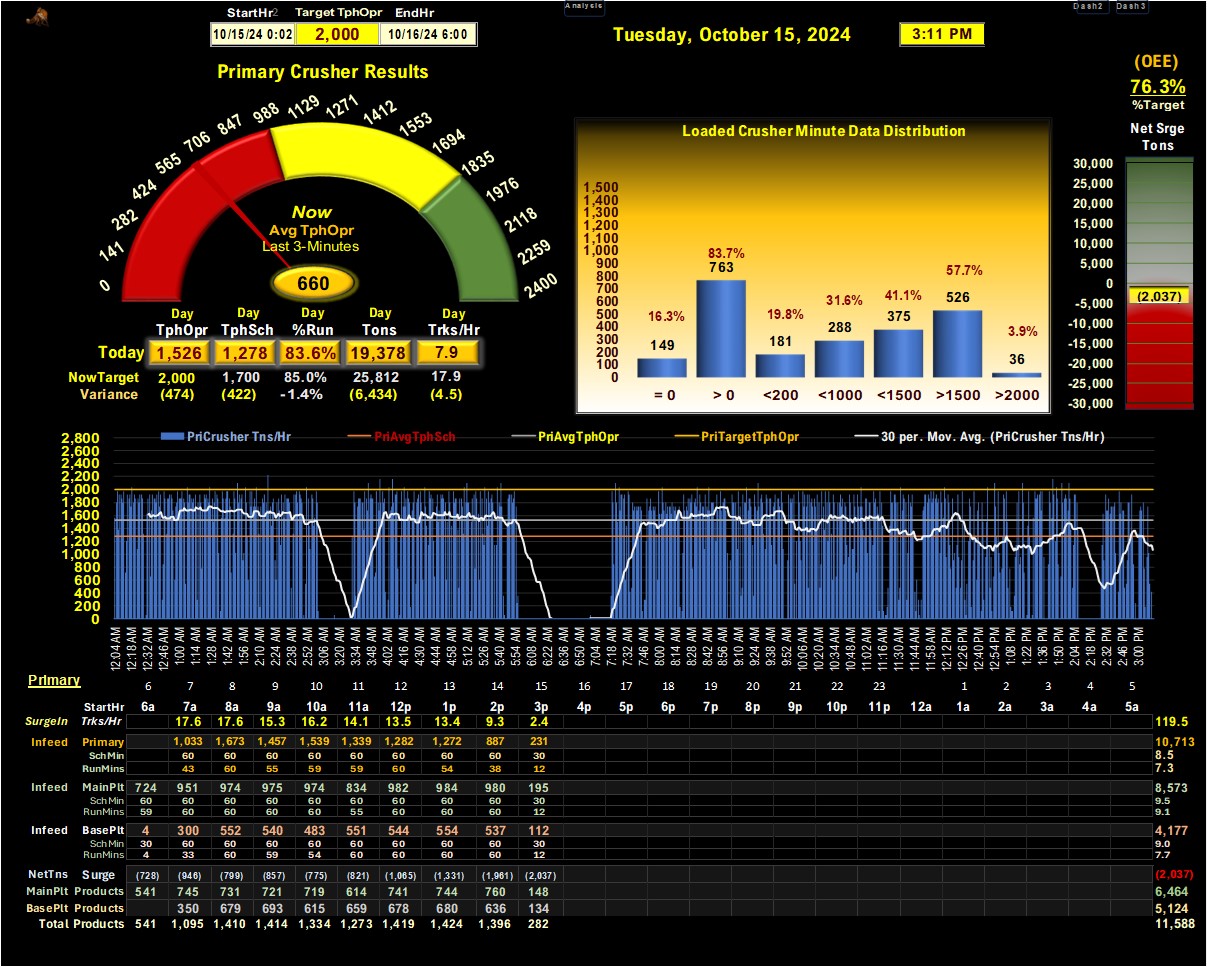 Analysis
Dash2 Dash3
StartHr2 Target TphOpr EndHr
10/15/24 0:02 2,000 10/16/24 6:00
Tuesday, October 15, 2024 3:11 PM
Primary Crusher Results
(OEE)
76.3%
%Target
Net Srge
Tons
0 141 282 424 565 706 847 988 1129 1271 1412 1553 1694 1835 1976 2118 2259 2400
Now
Avg TphOpr
Last 3-Minutes
660
Day Day Day Day Day
TphOpr TphSch %Run Tons Trks/Hr
Today 1,526 1,278 83.6% 19,378 7.9
NowTarget 2,000 1,700 85.0% 25,812 17.9
Variance (474) (422) -1.4% (6,434) (4.5)
Loaded Crusher Minute Data Distribution
1,500
1,400
1,300
1,200
1,100
1,000
900
800
700
600
500
400
300
200
100
0
16.3% 83.7% 19.8% 31.6% 41.1% 57.7% 3.9%
149 763 181 288 375 526 36
= 0 > 0 <200 <1000 <1500 >1500 >2000
30,000
25,000
20,000
15,000
10,000
5,000
0
(2,037)
-5,000
-10,000
-15,000
-20,000
-25,000
-30,000
PriCrusher Tns/Hr PriAvgTphSch PriAvgTphOpr PriTargetTphOpr 30 per. Mov. Avg. (PriCrusher Tns/Hr)
2,800
2,600
2,400
2,200
2,000
1,800
1,600
1,400
1,200
1,000
800
600
400
200
0
12:04 AM 12:18 AM 12:32 AM 12:46 AM 1:00 AM 1:14 AM 1:28 AM 1:42 AM 1:56 AM 2:10 AM 2:24 AM 2:38 AM 2:52 AM 3:06 AM 3:20 AM 3:34 AM 3:48 AM 4:02 AM 4:16 AM 4:30 AM 4:44 AM 4:58 AM 5:12 AM 5:26 AM 5:40 AM 5:54 AM 6:08 AM 6:22 AM 6:36 AM 6:50 AM 7:04 AM 7:18 AM 7:32 AM 7:46 AM 8:00 AM 8:14 AM 8:28 AM 8:42 AM 8:56 AM 9:10 AM 9:24 AM 9:38 AM 9:52 AM 10:06 AM 10:20 AM 10:34 AM 10:48 AM 11:02 AM 11:16 AM 11:30 AM 11:44 AM 11:58 AM 12:12 PM 12:26 PM 12:40 PM 12:54 PM 1:08 PM 1:22 PM 1:36 PM 1:50 PM 2:04 PM 2:18 PM 2:32 PM 2:46 PM 3:00 PM
Primary
6 7 8 9 10 11 12 13 14 15 16 17 18 19 20 21 22 23 1 2 3 4 5
StartHr 6a 7a 8a 9a 10a 11a 12p 1p 2p 3p 4p 5p 6p 7p 8p 9p 10p 11p 12a 1a 2a 3a 4a 5a
SurgeIn Trks/Hr 17.6 17.6 15.3 16.2 14.1 13.5 13.4 9.3 2.4 119.5
Infeed Primary 1,033 1,673 1,457 1,539 1,339 1,282 1,272 887 231 10,713
SchMin 60 60 60 60 60 60 60 60 30 8.5
RunMins 43 60 55 59 59 60 54 38 12 7.3
Infeed MainPlt 724 951 974 975 974 834 982 984 980 195 8,573
SchMin 60 60 60 60 60 60 60 60 60 30 9.5
RunMins 59 60 60 60 60 55 60 60 60 12 9.1
Infeed BasePlt 4 300 552 540 483 551 544 554 537 112 4,177
SchMin 30 60 60 60 60 60 60 60 60 30 9.0
RunMins 4 33 60 59 54 60 60 60 60 12 7.7
NetTns Surge (728) (946) (799) (857) (775) (821) (1,065) (1,331) (1,961) (2,037) (2,037)
MainPlt Products 541 745 731 721 719 614 741 744 760 148 6,464
BasePlt Products 350 679 693 615 659 678 680 636 134 5,124
Total Products 541 1,095 1,410 1,414 1,334 1,273 1,419 1,424 1,396 282 11,588